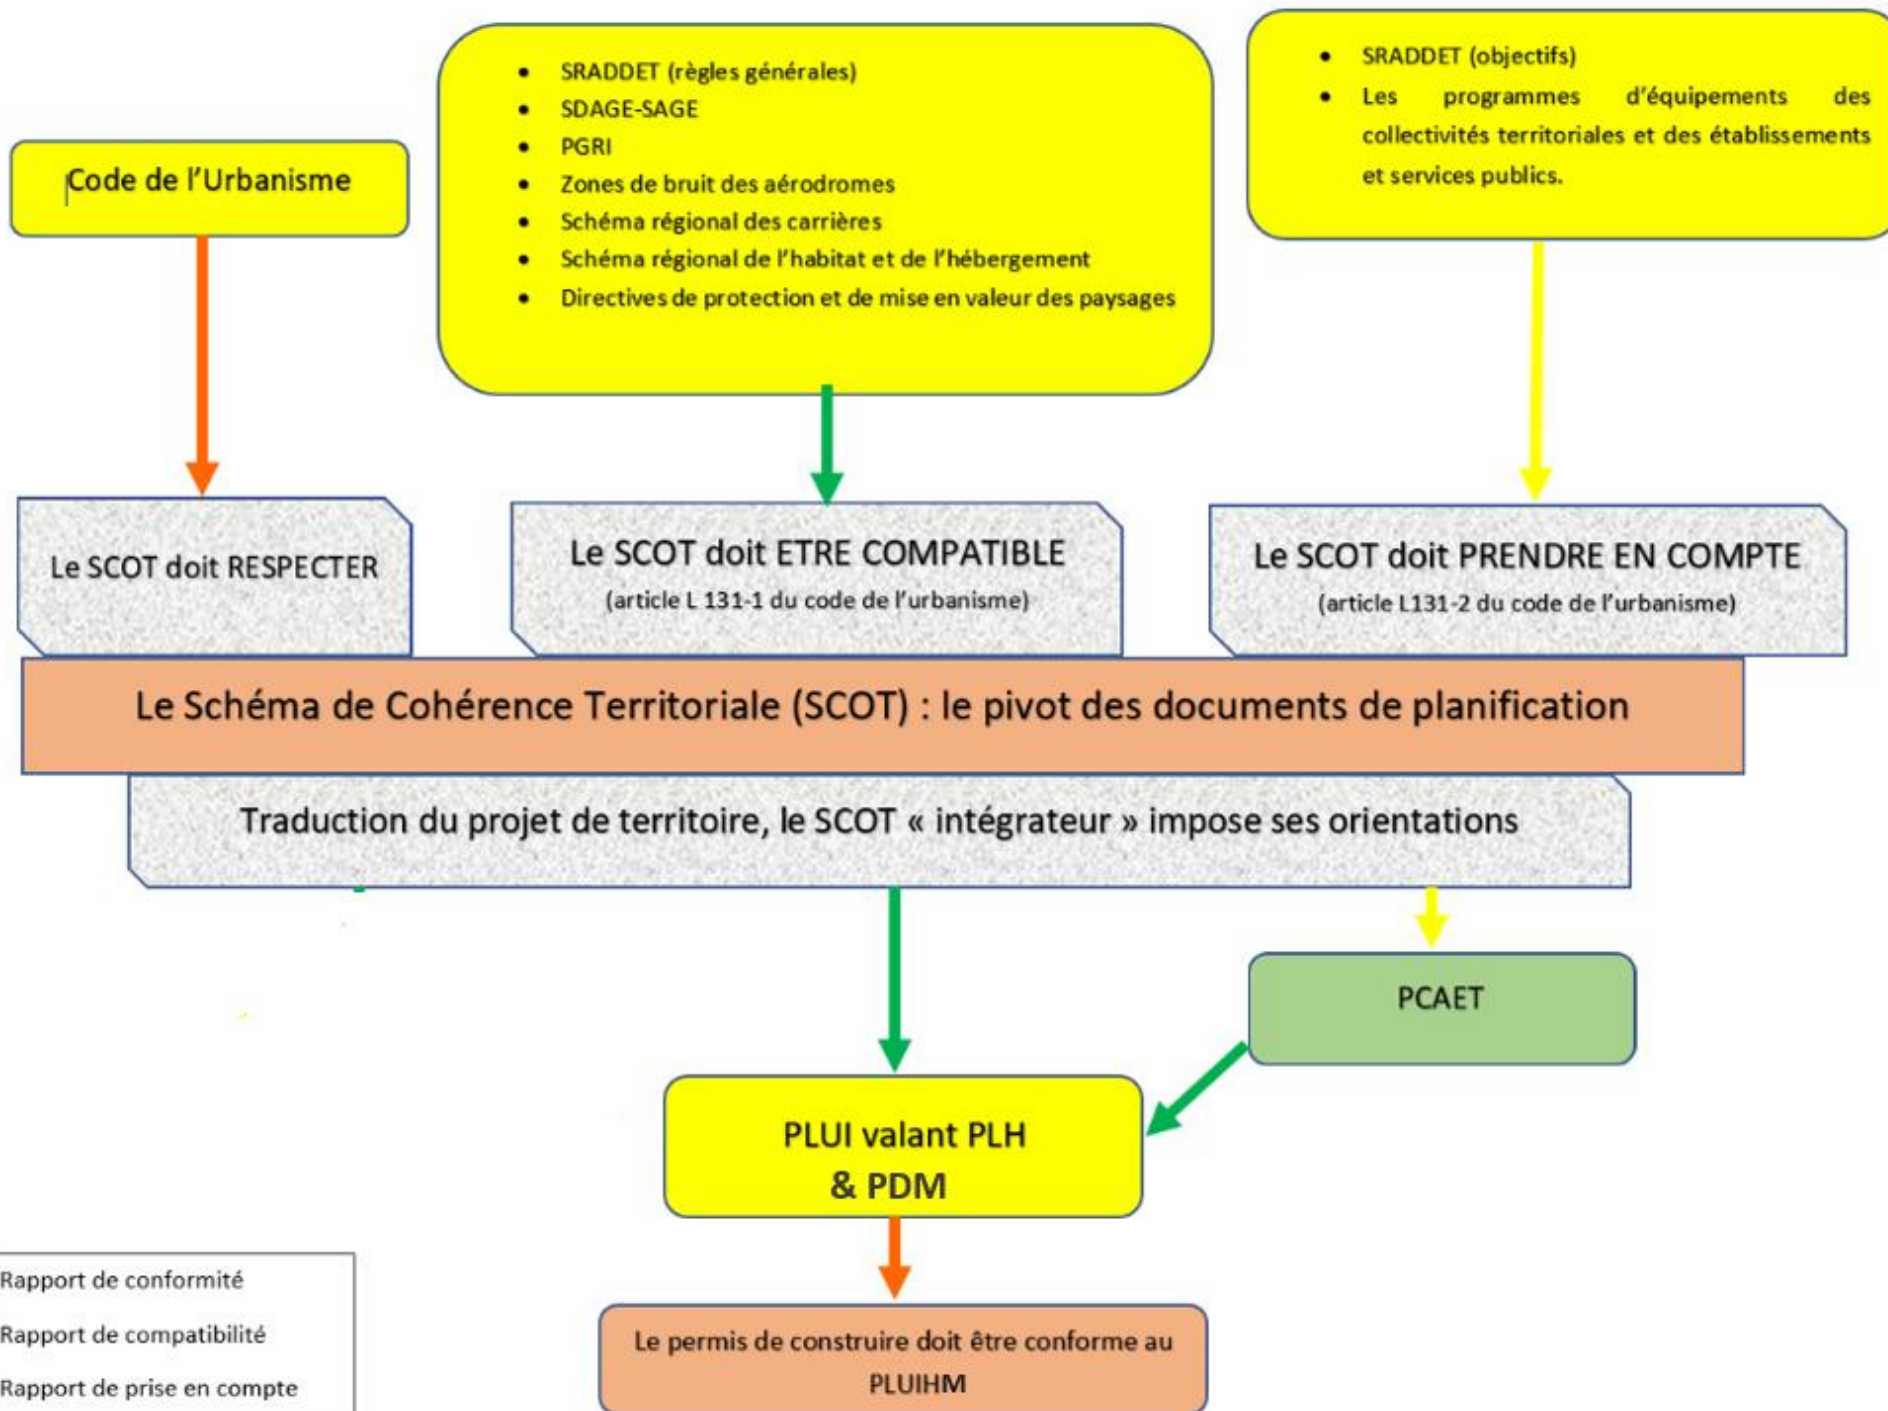 Code de l'Urbanisme
• SRADDET (règles générales)
• SDAGE-SAGE
• PGRI
• Zones de bruit des aérodromes
• Schéma régional des carrières
• Schéma régional de l'habitat et de l'hébergement
• Directives de protection et de mise en valeur des paysages
• SRADDET (objectifs)
• Les programmes d'équipements des
collectivités territoriales et des établissements
et services publics.
Le SCOT doit RESPECTER
Le SCOT doit ETRE COMPATIBLE
(article L 131-1 du code de l'urbanisme)
Le SCOT doit PRENDRE EN COMPTE
(article L131-2 du code de l'urbanisme)
Le Schéma de Cohérence Territoriale (SCOT) : le pivot des documents de planification
Traduction du projet de territoire, le SCOT « intégrateur » impose ses orientations
PCAET
PLUI valant PLH
& PDM
Le permis de construire doit être conforme au
PLUIHM
Rapport de conformité
Rapport de compatibilité
Rapport de prise en compte